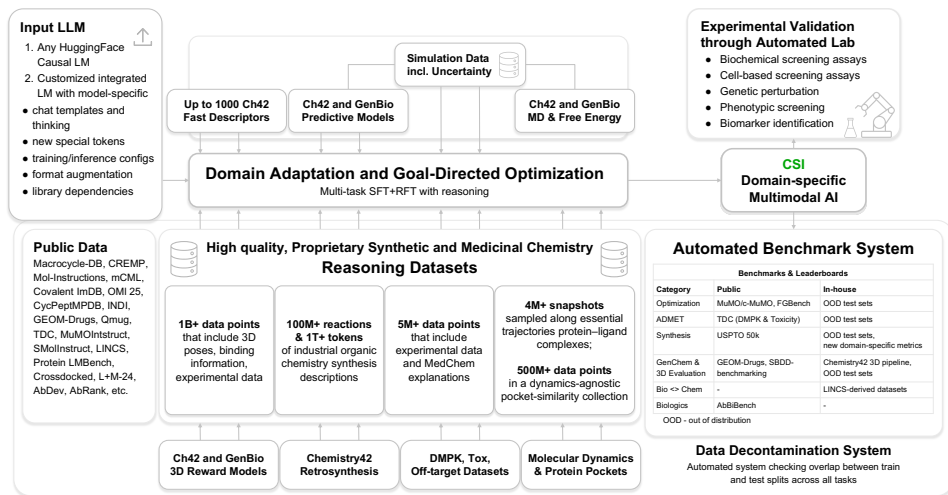 Input LLM
1. Any HuggingFace
Causal LM
2. Customized integrated
LM with model-specific
● chat templates and
thinking
● new special tokens
● training/inference configs
● format augmentation
● library dependencies
Simulation Data
incl. Uncertainty
Up to 1000 Ch42
Fast Descriptors
Ch42 and GenBio
Predictive Models
Ch42 and GenBio
MD & Free Energy
Domain Adaptation and Goal-Directed Optimization
Multi-task SFT+RFT with reasoning
Experimental Validation
through Automated Lab
● Biochemical screening assays
● Cell-based screening assays
● Genetic perturbation
● Phenotypic screening
● Biomarker identification
CSI
Domain-specific
Multimodal AI
Public Data
Macrocycle-DB, CREMP,
Mol-Instructions, mCML,
Covalent ImDB, OMI 25,
CycPeptMPDB, INDI,
GEOM-Drugs, Qmug,
TDC, MuMOIntstruct,
SMolInstruct, LINCS,
Protein LMBench,
Crossdocked, L+M-24,
AbDev, AbRank, etc.
High quality, Proprietary Synthetic and Medicinal Chemistry
Reasoning Datasets
1B+ data points
that include 3D
poses, binding
information,
experimental data
100M+ reactions
& 1T+ tokens
of industrial organic
chemistry synthesis
descriptions
5M+ data points
that include
experimental data
and MedChem
explanations
4M+ snapshots
sampled along essential
trajectories protein–ligand
complexes;
500M+ data points
in a dynamics-agnostic
pocket-similarity collection
Ch42 and GenBio
3D Reward Models
Chemistry42
Retrosynthesis
DMPK, Tox,
Off-target Datasets
Molecular Dynamics
& Protein Pockets
Automated Benchmark System
Benchmarks & Leaderboards
Category Public In-house
Optimization MuMO/c-MuMO, FGBench OOD test sets
ADMET TDC (DMPK & Toxicity) OOD test sets
Synthesis USPTO 50k OOD test sets,
new domain-specific metrics
GenChem & GEOM-Drugs, SBDD- Chemistry42 3D pipeline,
3D Evaluation benchmarking OOD test sets
Bio <> Chem - LINCS-derived datasets
Biologics AbBiBench -
OOD - out of distribution
Data Decontamination System
Automated system checking overlap between train
and test splits across all tasks